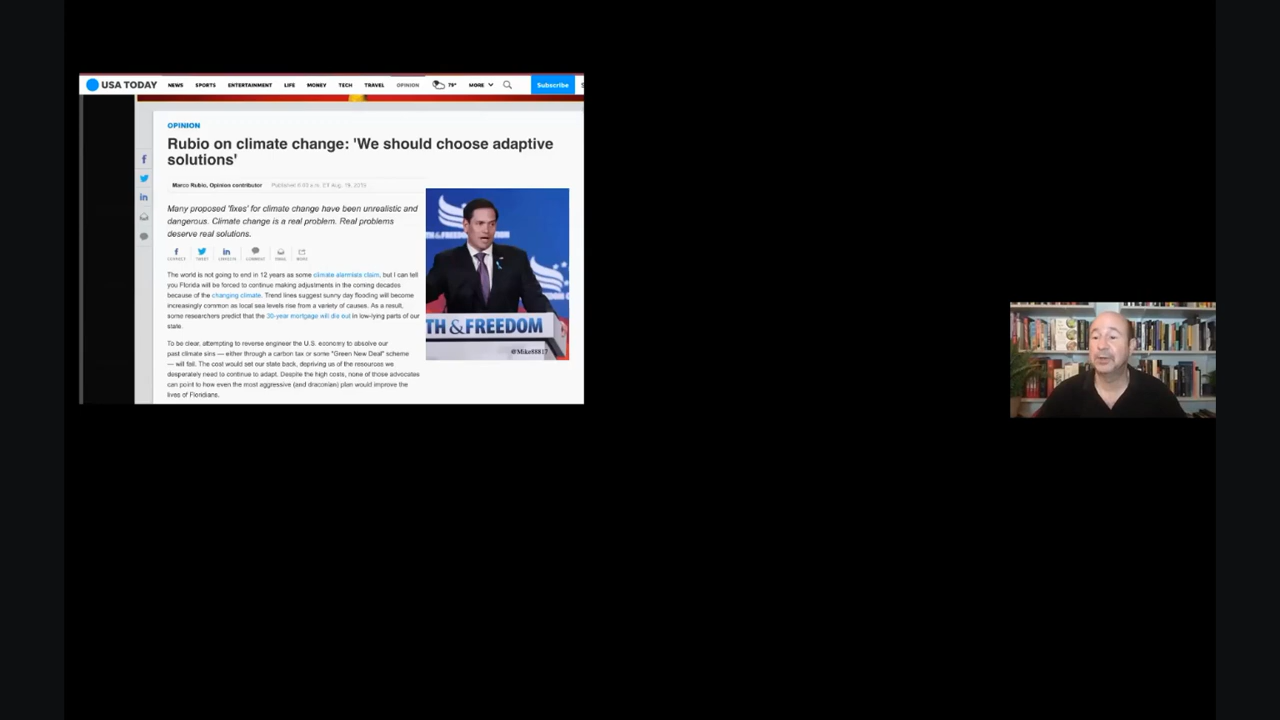 USA TODAY NEWS SPORTS ENTERTAINMENT LIFE MONEY TECH TRAVEL OPINION 79° MORE Subscribe S
OPINION
Rubio on climate change: 'We should choose adaptive
solutions'
Marco Rubio, Opinion contributor
Many proposed 'fixes' for climate change have been unrealistic and
dangerous. Climate change is a real problem. Real problems
deserve real solutions.
The world is not going to end in 12 years as some climate alarmists claim, but I can tell
you Florida will be forced to continue making adjustments in the coming decades
because of the changing climate. Trend lines suggest sunny day flooding will become
increasingly common as local sea levels rise from a variety of causes. As a result,
some researchers predict that the 30-year mortgage will die out in low-lying parts of our
state.
To be clear, attempting to reverse engineer the U.S. economy to absolve our
past climate sins — either through a carbon tax or some "Green New Deal" scheme
— will fail. The cost would set our state back, depriving us of the resources we
desperately need to continue to adapt. Despite the high costs, none of those advocates
can point to how even the most aggressive (and draconian) plan would improve the
lives of Floridians.
TH & FREEDOM
@Mike88817